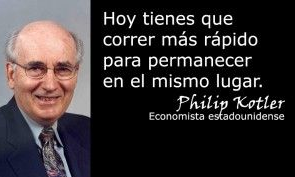 Hoy tienes que
correr más rápido
para permanecer
en el mismo lugar.
Philip Kotler
Economista estadounidense